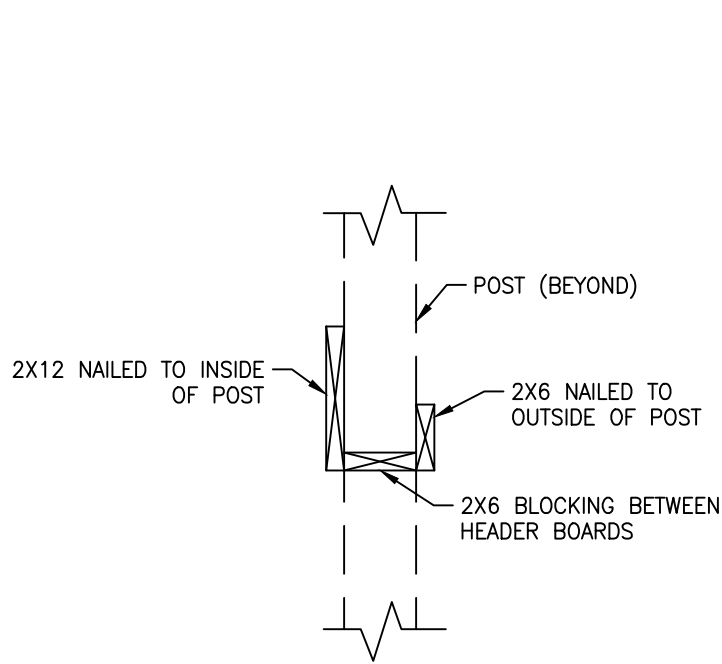 POST (BEYOND)
2X12 NAILED TO INSIDE
OF POST
2X6 NAILED TO
OUTSIDE OF POST
2X6 BLOCKING BETWEEN
HEADER BOARDS